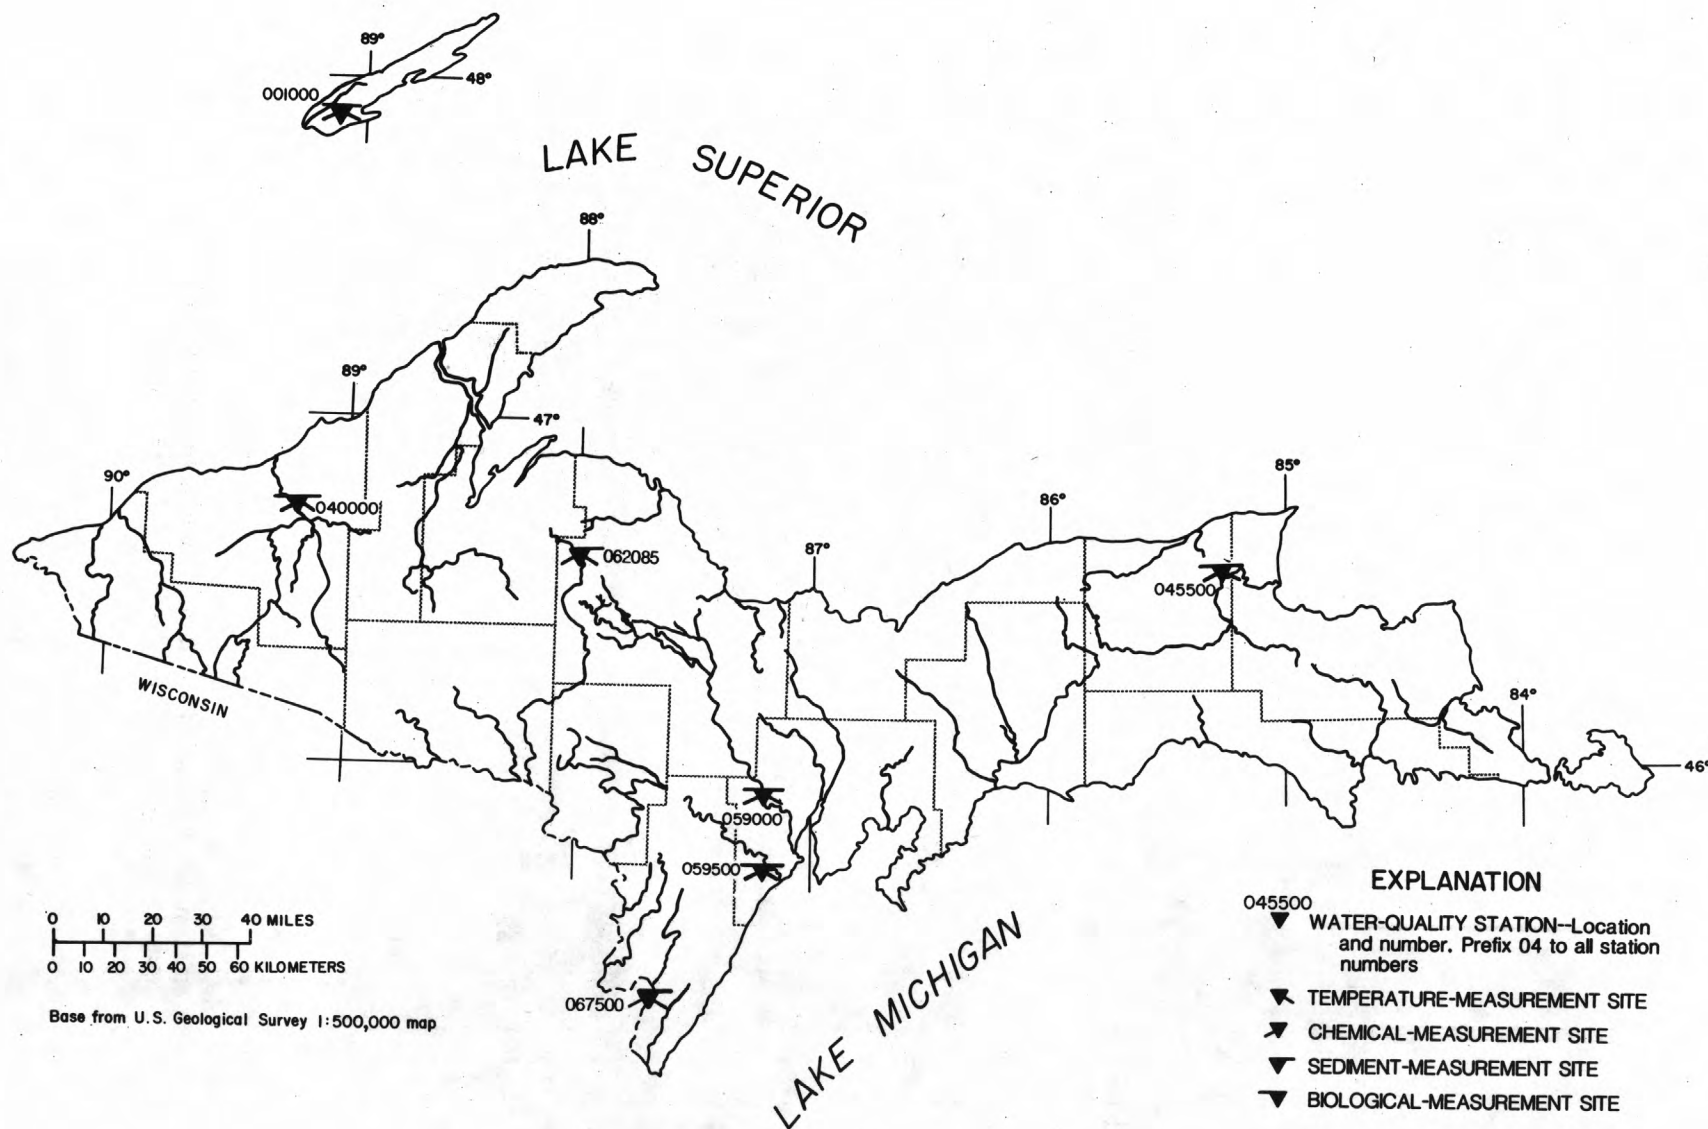 89°
48°
001000
LAKE SUPERIOR
88°
89°
47°
90°
040000
062085
87°
86°
85°
045500
WISCONSIN
84°
46°
059000
059500
067500
LAKE MICHIGAN
0 10 20 30 40 MILES
0 10 20 30 40 50 60 KILOMETERS
Base from U.S. Geological Survey 1:500,000 map
EXPLANATION
045500
WATER-QUALITY STATION--Location
and number. Prefix 04 to all station
numbers
TEMPERATURE-MEASUREMENT SITE
CHEMICAL-MEASUREMENT SITE
SEDIMENT-MEASUREMENT SITE
BIOLOGICAL-MEASUREMENT SITE